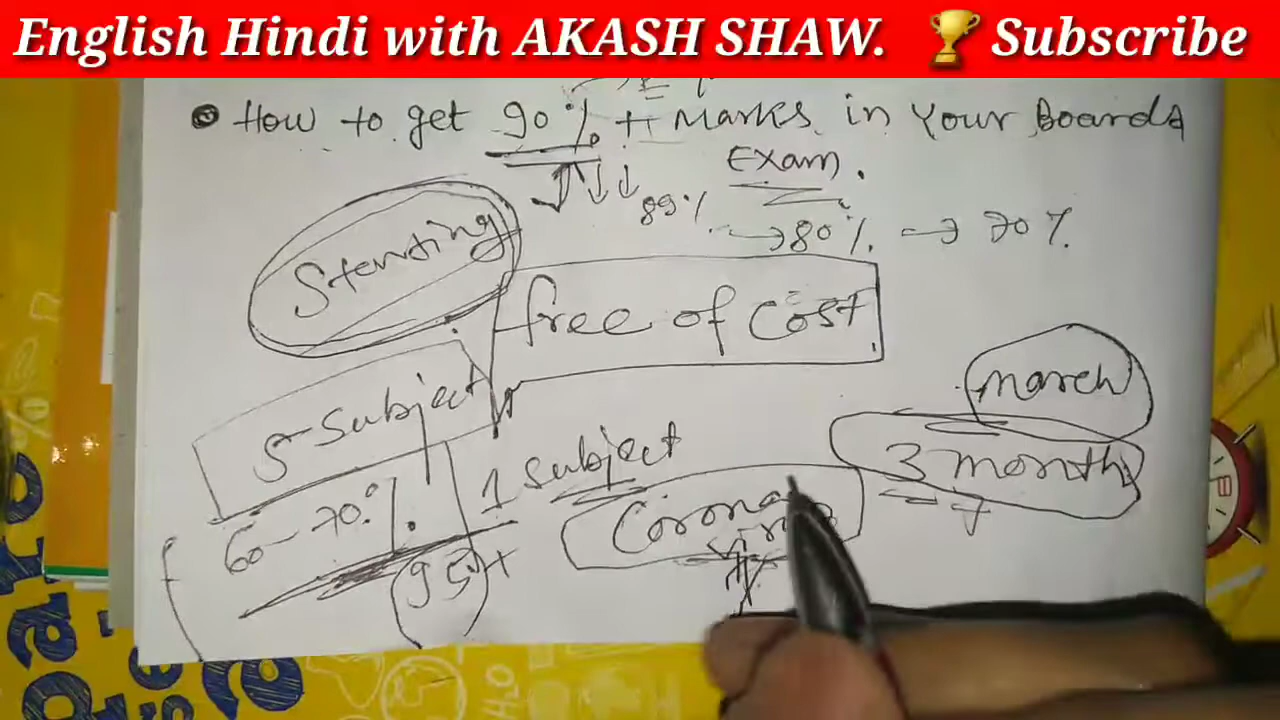 English Hindi with AKASH SHAW. 🏆 Subscribe
How to get 90% + Marks in Your Boards
Exam.
89%. → 80%. → 70%.
free of cost
5-subject
March
1 subject
3 month
60-70%.
Corona
virus
95+